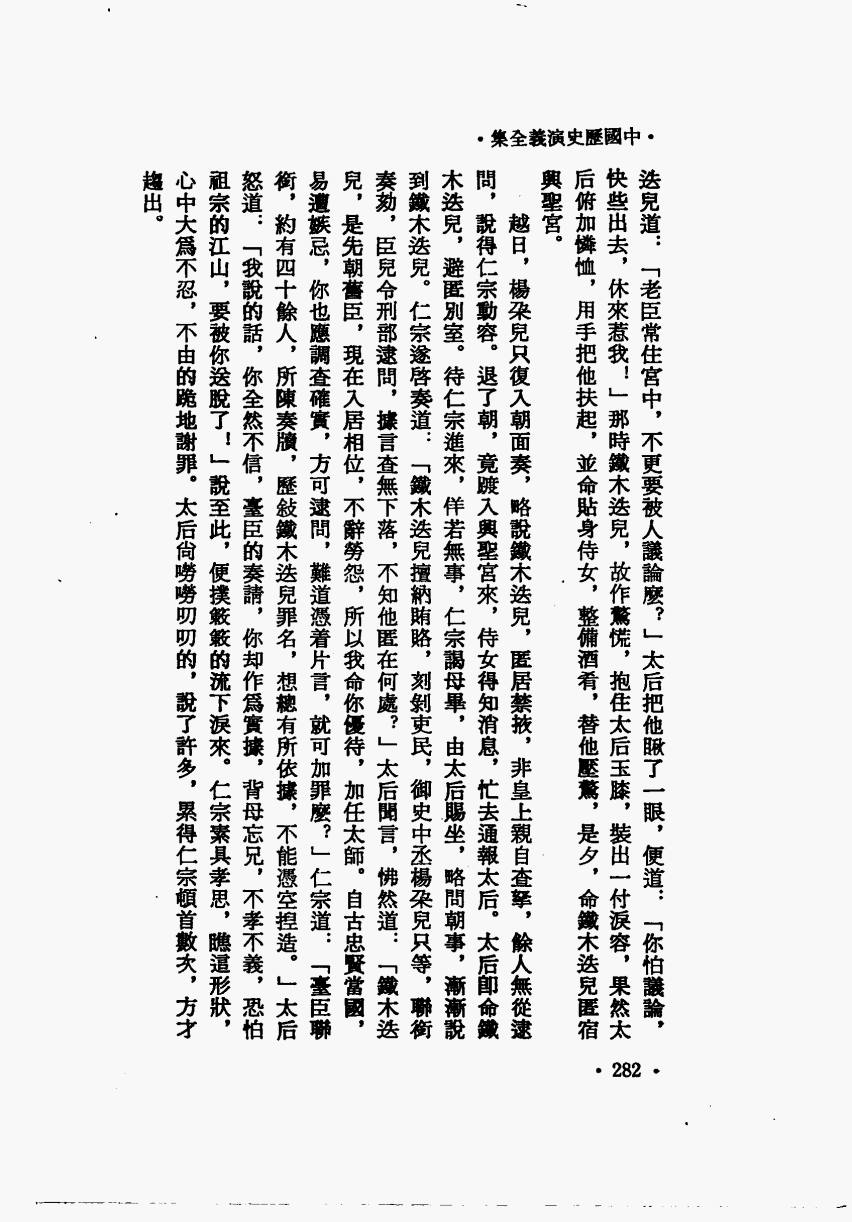 ·中國歷史演義全集·
迭兒道：「老臣常住宮中，不更要被人議論麼？」太后把他瞅了一眼，便道：「你怕議論，
快些出去，休來惹我！」那時鐵木迭兒，故作驚慌，抱住太后玉膝，裝出一付淚容，果然太
后俯加憐恤，用手把他扶起，並命貼身侍女，整備酒肴，替他壓驚，是夕，命鐵木迭兒匿宿
興聖宮。
越日，楊朶兒只復入朝面奏，略說鐵木迭兒，匿居禁掖，非皇上親自查拏，餘人無從逮
問，說得仁宗動容。退了朝，竟踱入興聖宮來，侍女得知消息，忙去通報太后。太后卽命鐵
木迭兒，避匿別室。待仁宗進來，佯若無事，仁宗謁母畢，由太后賜坐，略問朝事，漸漸說
到鐵木迭兒。仁宗遂啓奏道：「鐵木迭兒擅納賄賂，刻剝吏民，御史中丞楊朶兒只等，聯銜
奏劾，臣兒令刑部逮問，據言查無下落，不知他匿在何處？」太后聞言，怫然道：「鐵木迭
兒，是先朝舊臣，現在入居相位，不辭勞怨，所以我命你優待，加任太師。自古忠賢當國，
易遭嫉忌，你也應調查確實，方可逮問，難道憑着片言，就可加罪麼？」仁宗道：「臺臣聯
銜，約有四十餘人，所陳奏牘，歷敍鐵木迭兒罪名，想總有所依據，不能憑空揑造。」太后
怒道：「我說的話，你全然不信，臺臣的奏請，你却作爲實據，背母忘兄，不孝不義，恐怕
祖宗的江山，要被你送脫了！」說至此，便撲簌簌的流下淚來。仁宗素具孝思，瞧這形狀，
心中大爲不忍，不由的跪地謝罪。太后尙嘮嘮叨叨的，說了許多，累得仁宗頓首數次，方才
趨出。
·282·